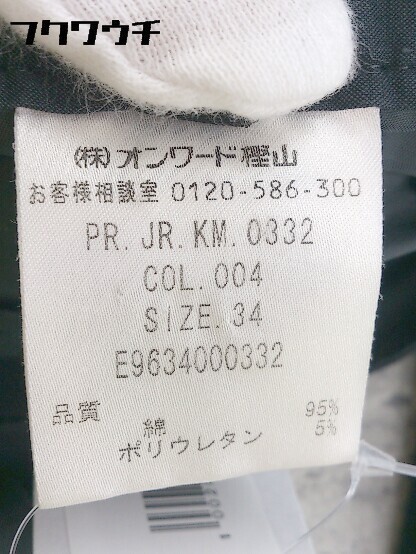 フクワウチ
(株)オンワード樫山
お客様相談室 0120-586-300
PR.JR.KM.0332
COL.004
SIZE.34
E9634000332
品質
綿 95%
ポリウレタン 5%